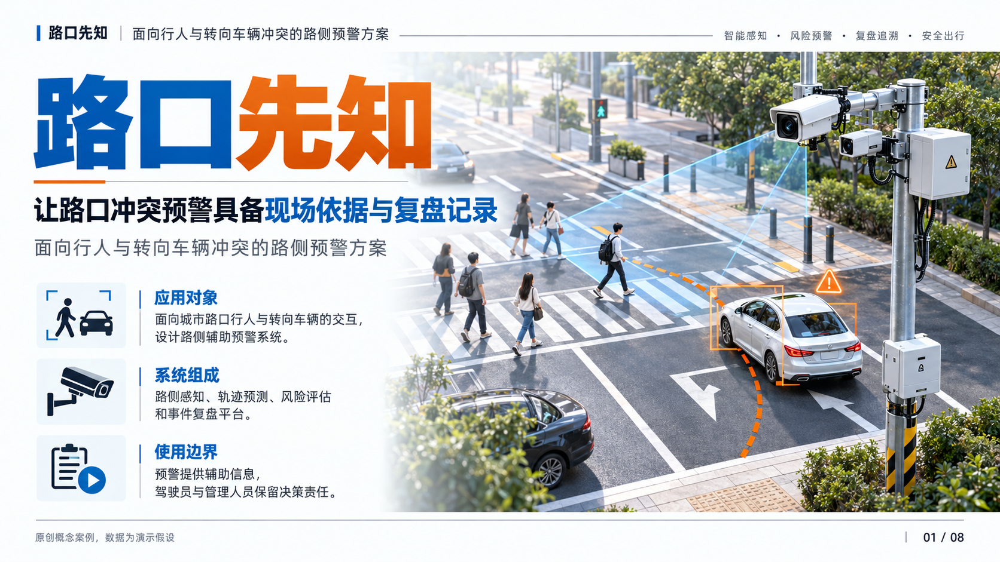 路口先知 | 面向行人与转向车辆冲突的路侧预警方案
智能感知 • 风险预警 • 复盘追溯 • 安全出行
路口先知
让路口冲突预警具备现场依据与复盘记录
面向行人与转向车辆冲突的路侧预警方案
应用对象
面向城市路口行人与转向车辆的交互，
设计路侧辅助预警系统。
系统组成
路侧感知、轨迹预测、风险评估
和事件复盘平台。
使用边界
预警提供辅助信息，
驾驶员与管理人员保留决策责任。
原创概念案例，数据为演示假设
01 / 08